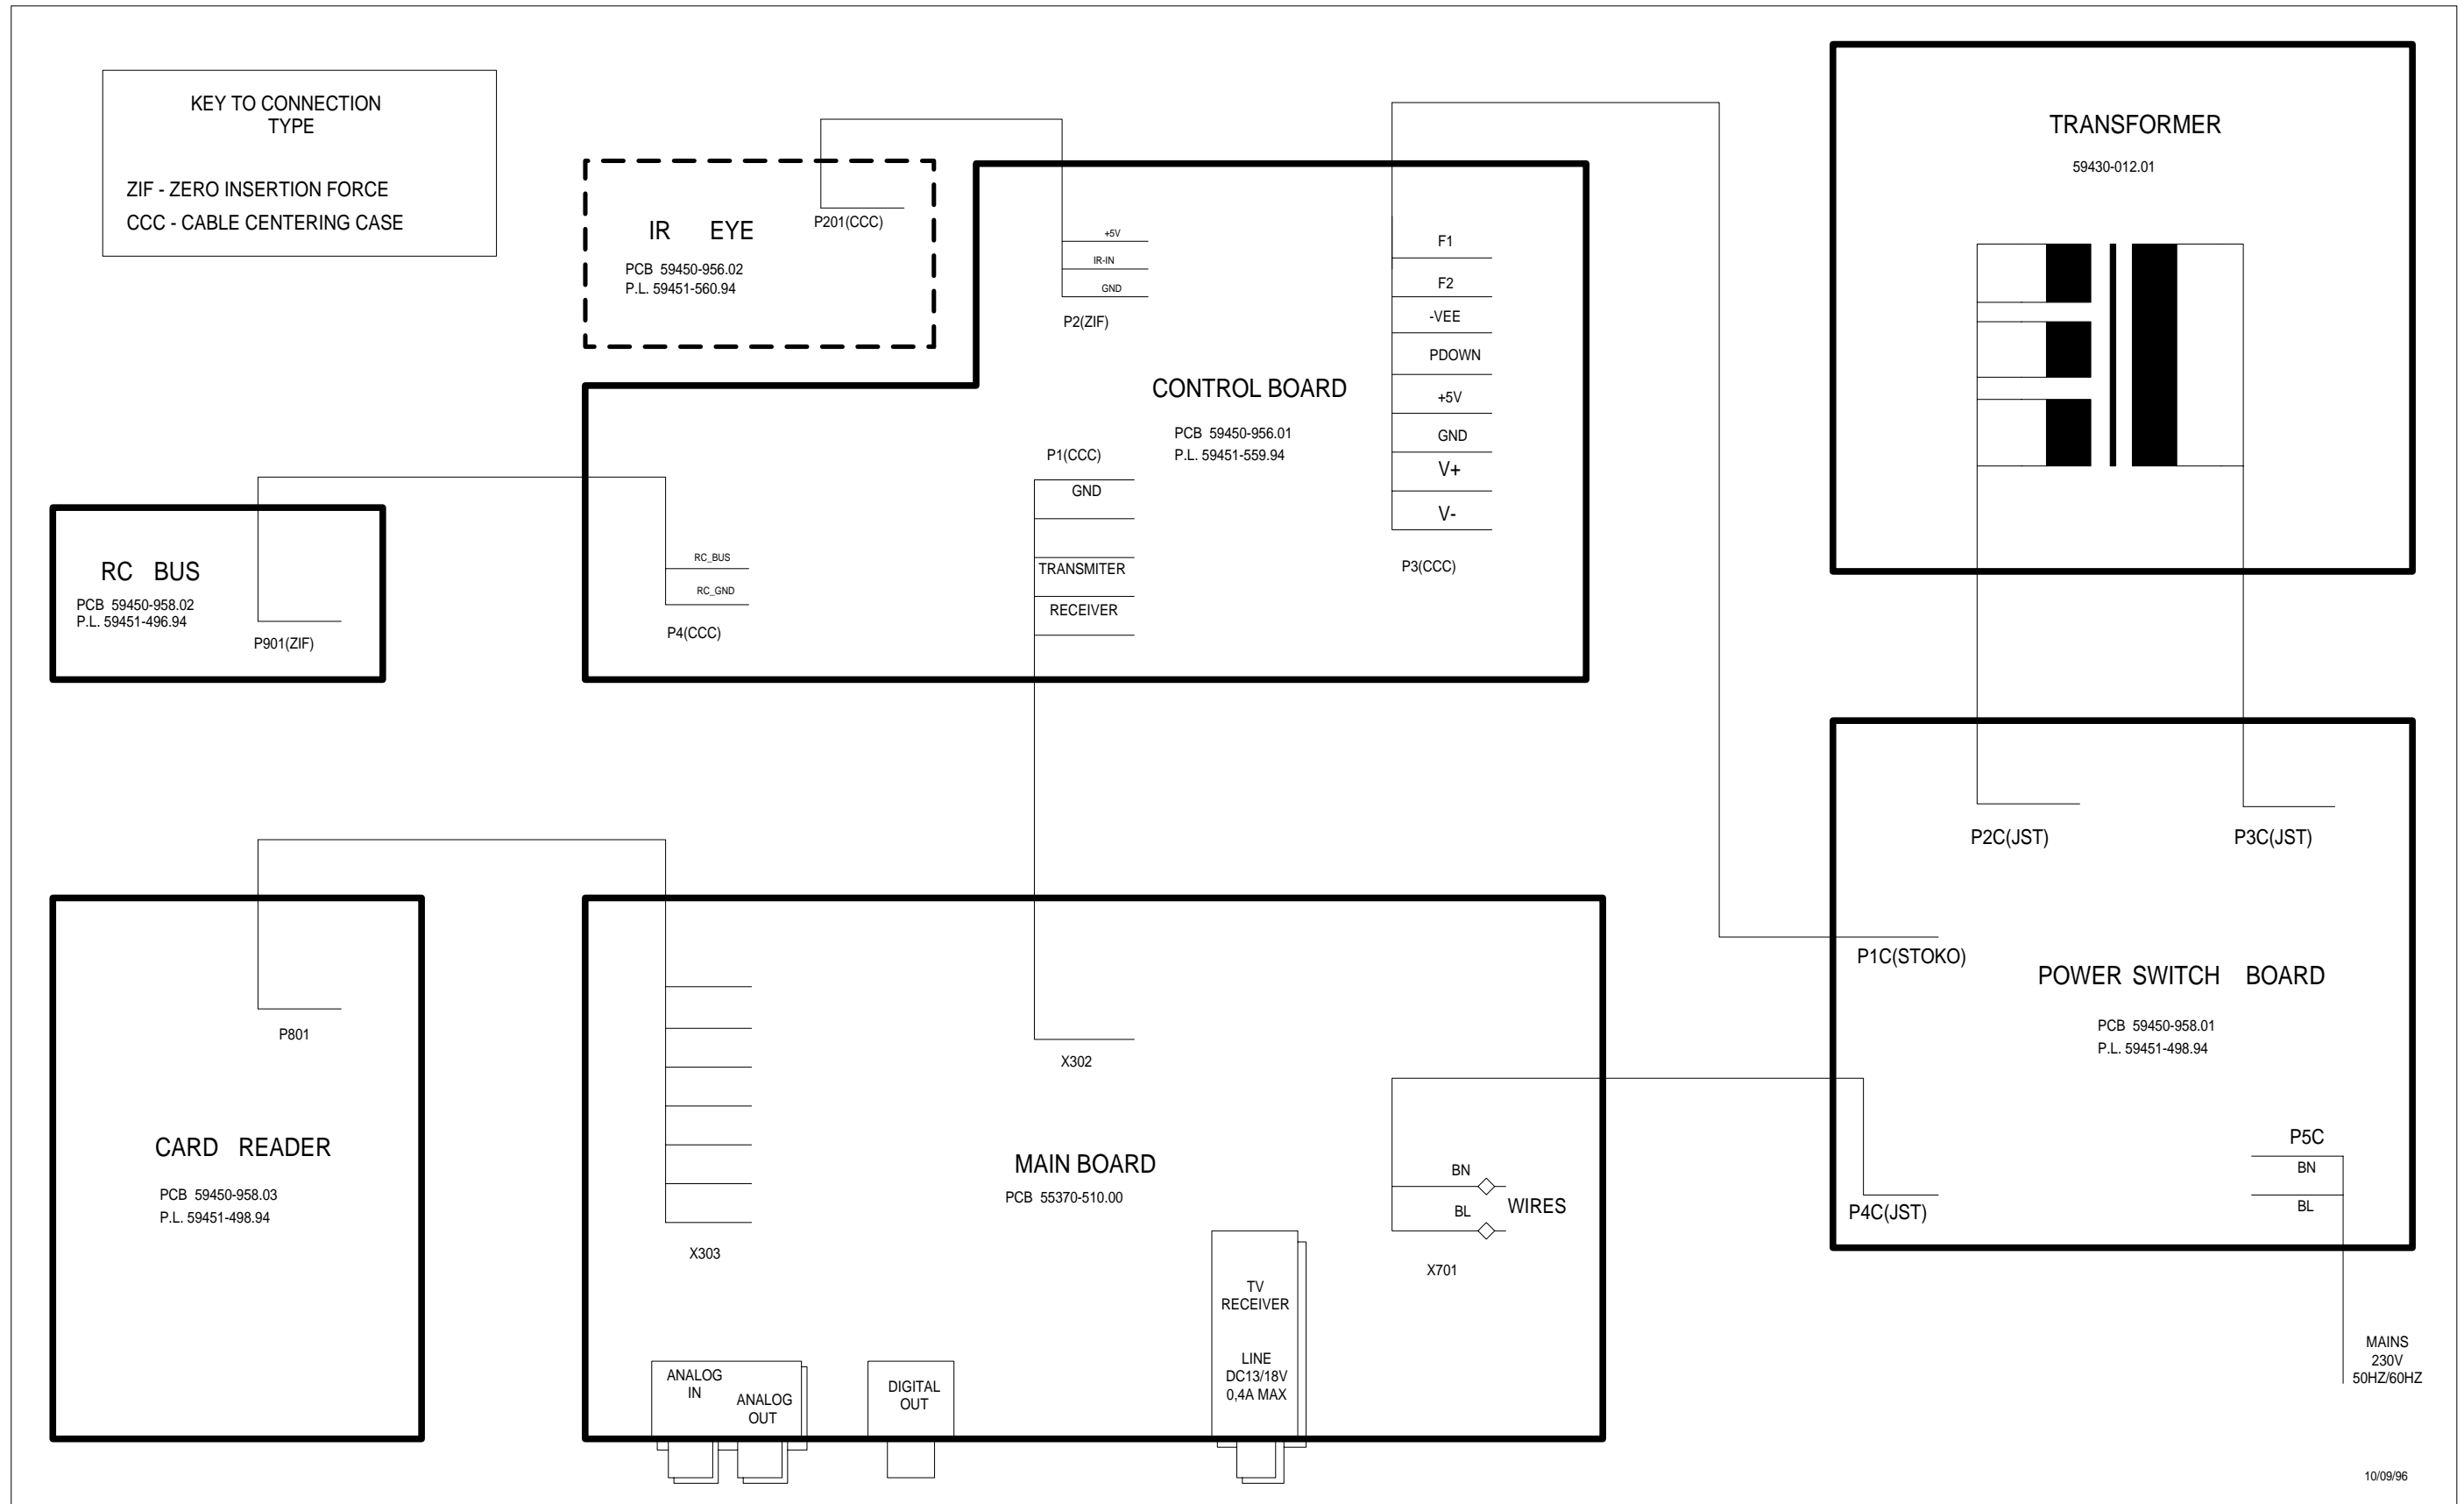 KEY TO CONNECTION
TYPE
ZIF - ZERO INSERTION FORCE
CCC - CABLE CENTERING CASE
IR EYE
PCB 59450-956.02
P.L. 59451-560.94
P201(CCC)
+5V
IR-IN
GND
P2(ZIF)
CONTROL BOARD
PCB 59450-956.01
P.L. 59451-559.94
F1
F2
-VEE
PDOWN
+5V
GND
V+
V-
P3(CCC)
P1(CCC)
GND
TRANSMITER
RECEIVER
RC_BUS
RC_GND
P4(CCC)
TRANSFORMER
59430-012.01
RC BUS
PCB 59450-958.02
P.L. 59451-496.94
P901(ZIF)
P2C(JST)
P3C(JST)
P1C(STOKO)
POWER SWITCH BOARD
PCB 59450-958.01
P.L. 59451-498.94
P5C
BN
BL
P4C(JST)
MAINS
230V
50HZ/60HZ
P801
CARD READER
PCB 59450-958.03
P.L. 59451-498.94
X302
MAIN BOARD
PCB 55370-510.00
X303
BN
BL
WIRES
X701
TV
RECEIVER
LINE
DC13/18V
0,4A MAX
ANALOG
IN
ANALOG
OUT
DIGITAL
OUT
10/09/96